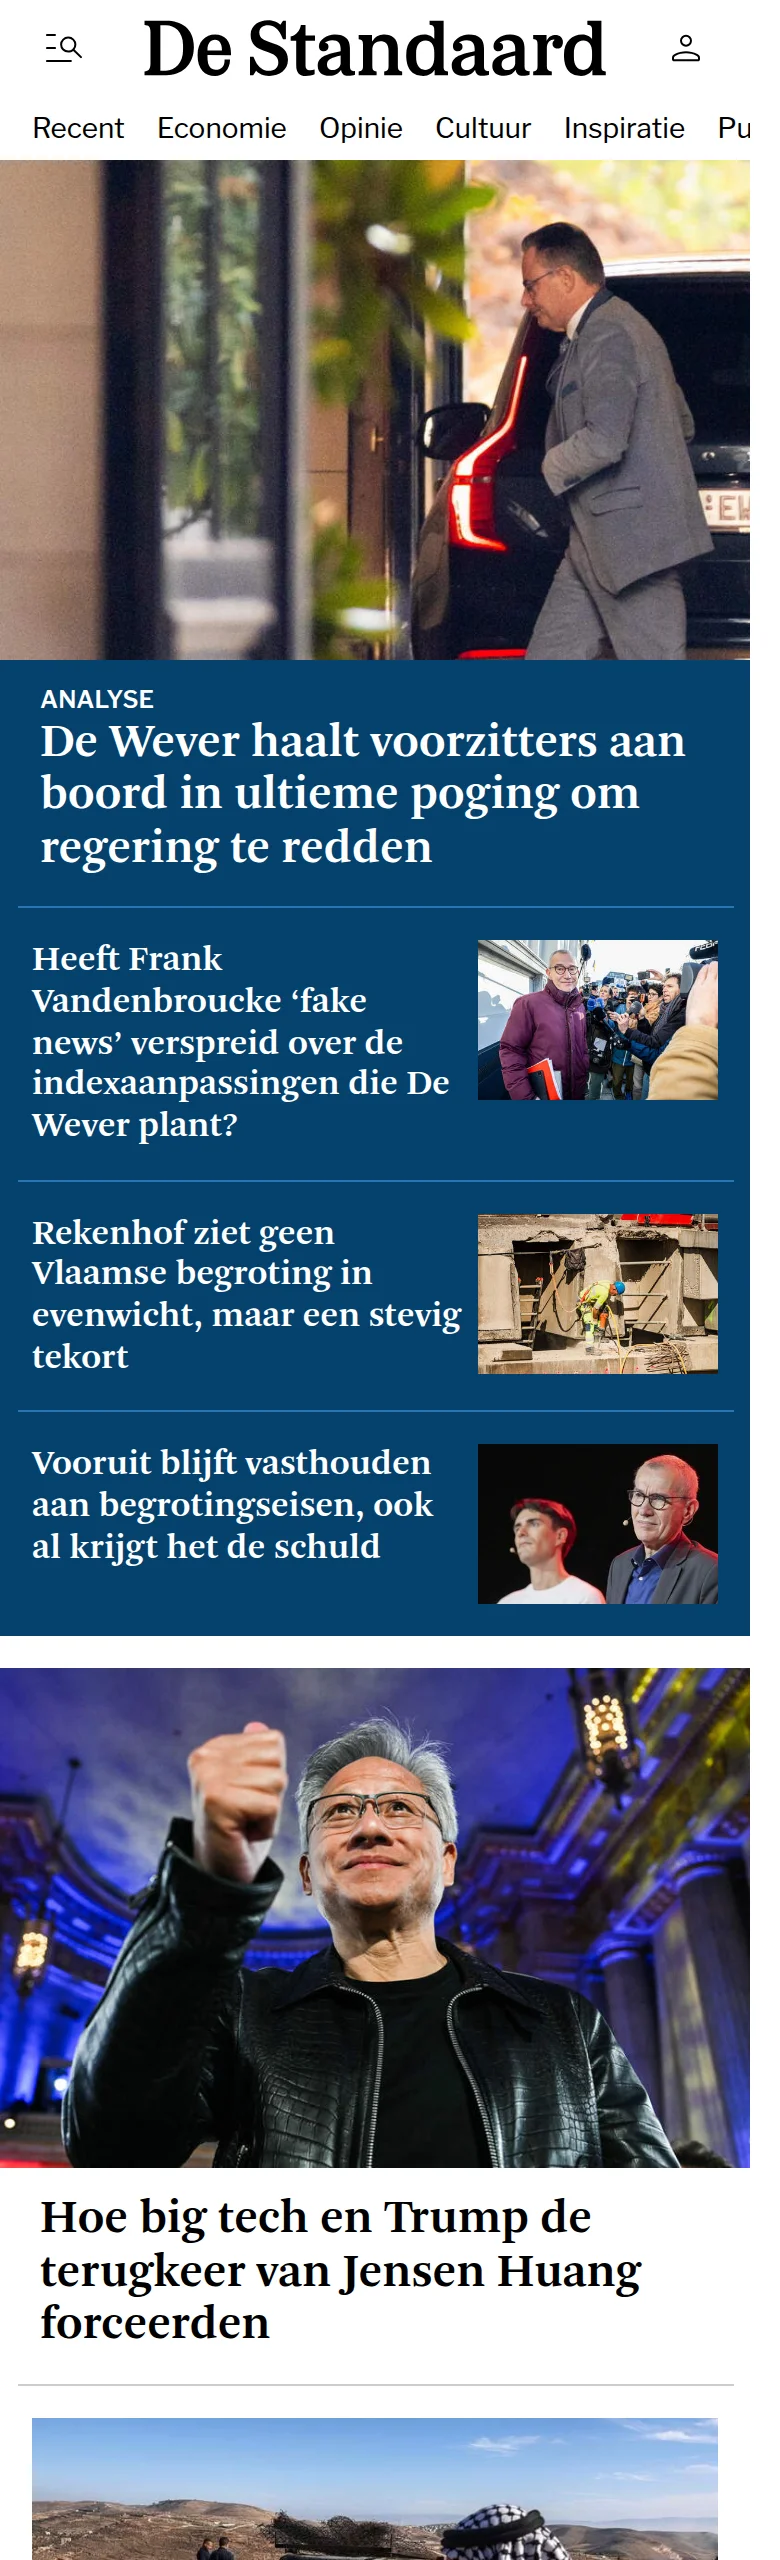 De Standaard
Recent Economie Opinie Cultuur Inspiratie Pu
ANALYSE
De Wever haalt voorzitters aan
boord in ultieme poging om
regering te redden
Heeft Frank
Vandenbroucke ‘fake
news’ verspreid over de
indexaanpassingen die De
Wever plant?
Rekenhof ziet geen
Vlaamse begroting in
evenwicht, maar een stevig
tekort
Vooruit blijft vasthouden
aan begrotingseisen, ook
al krijgt het de schuld
Hoe big tech en Trump de
terugkeer van Jensen Huang
forceerden